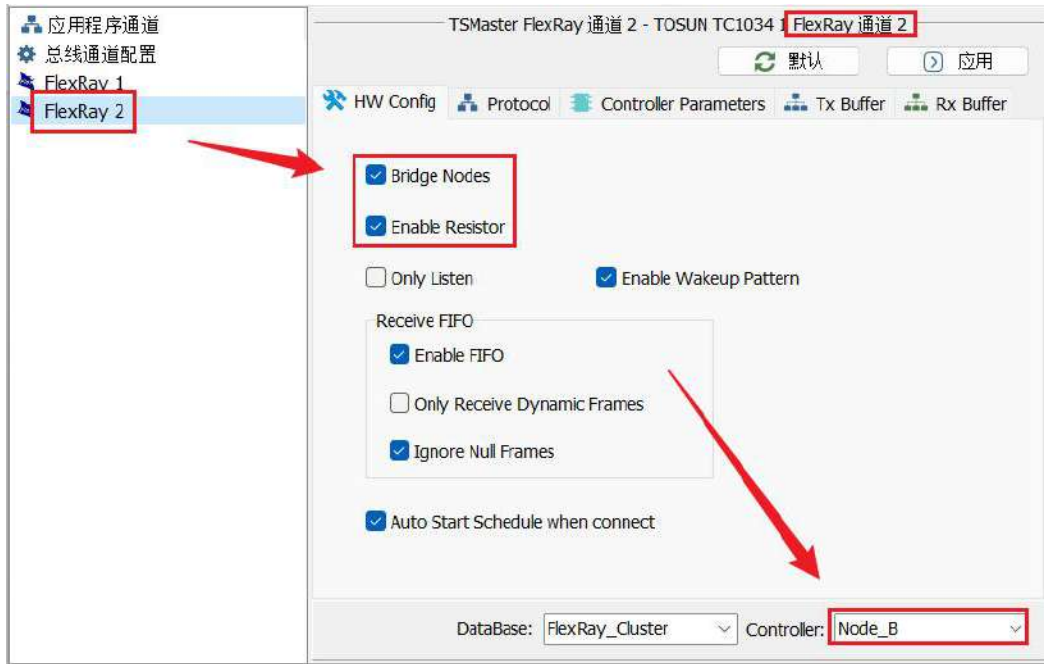 应用程序通道
总线通道配置
FlexRay 1
FlexRay 2
TSMaster FlexRay 通道 2 - TOSUN TC1034 1 FlexRay 通道 2
默认
应用
HW Config
Protocol
Controller Parameters
Tx Buffer
Rx Buffer
Bridge Nodes
Enable Resistor
Only Listen
Enable Wakeup Pattern
Receive FIFO
Enable FIFO
Only Receive Dynamic Frames
Ignore Null Frames
Auto Start Schedule when connect
DataBase: FlexRay_Cluster
Controller: Node_B